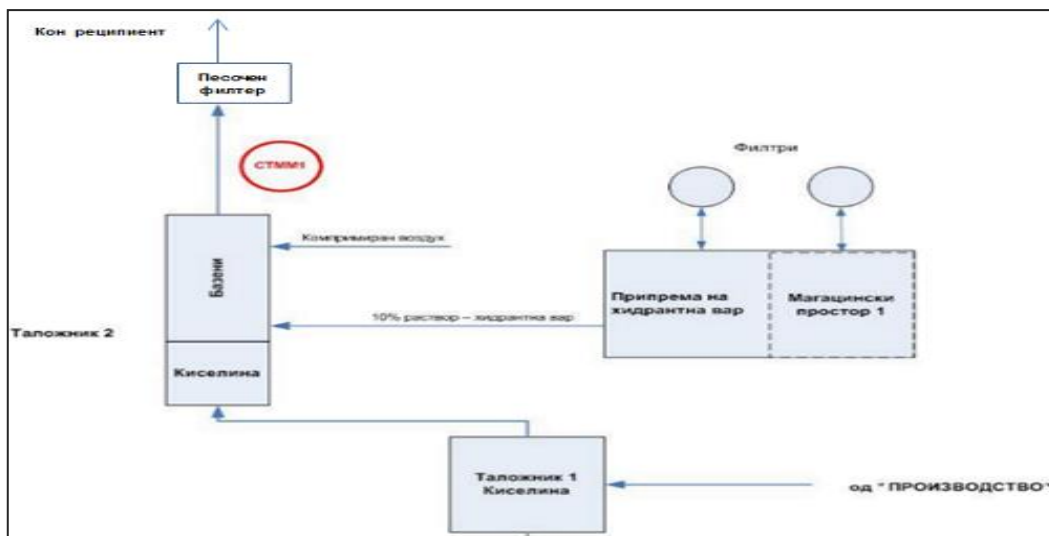 Кон реципиент
Песочен
филтер
СТММ1
Филтри
Компримиран воздух
Базени
Припрема на
хидрантна вар
Магацински
простор 1
10% раствор – хидрантна вар
Таложник 2
Киселина
Таложник 1
Киселина
од "ПРОИЗВОДСТВО"